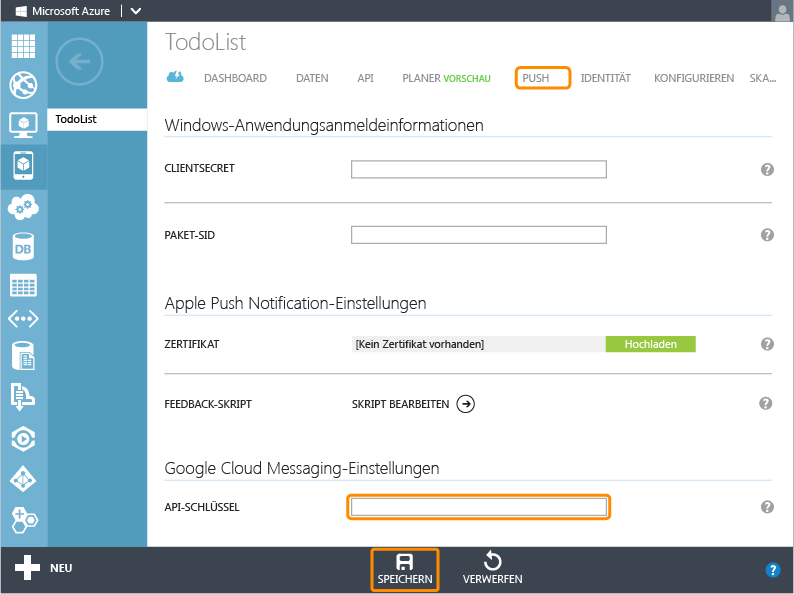 Microsoft Azure
TodoList
DASHBOARD DATEN API PLANER VORSCHAU PUSH IDENTITÄT KONFIGURIEREN SKA...
TodoList
Windows-Anwendungsanmeldeinformationen
CLIENTSECRET ?
PAKET-SID ?
Apple Push Notification-Einstellungen
ZERTIFIKAT [Kein Zertifikat vorhanden] Hochladen ?
FEEDBACK-SKRIPT SKRIPT BEARBEITEN ?
Google Cloud Messaging-Einstellungen
API-SCHLÜSSEL ?
DB
NEU SPEICHERN VERWERFEN ?